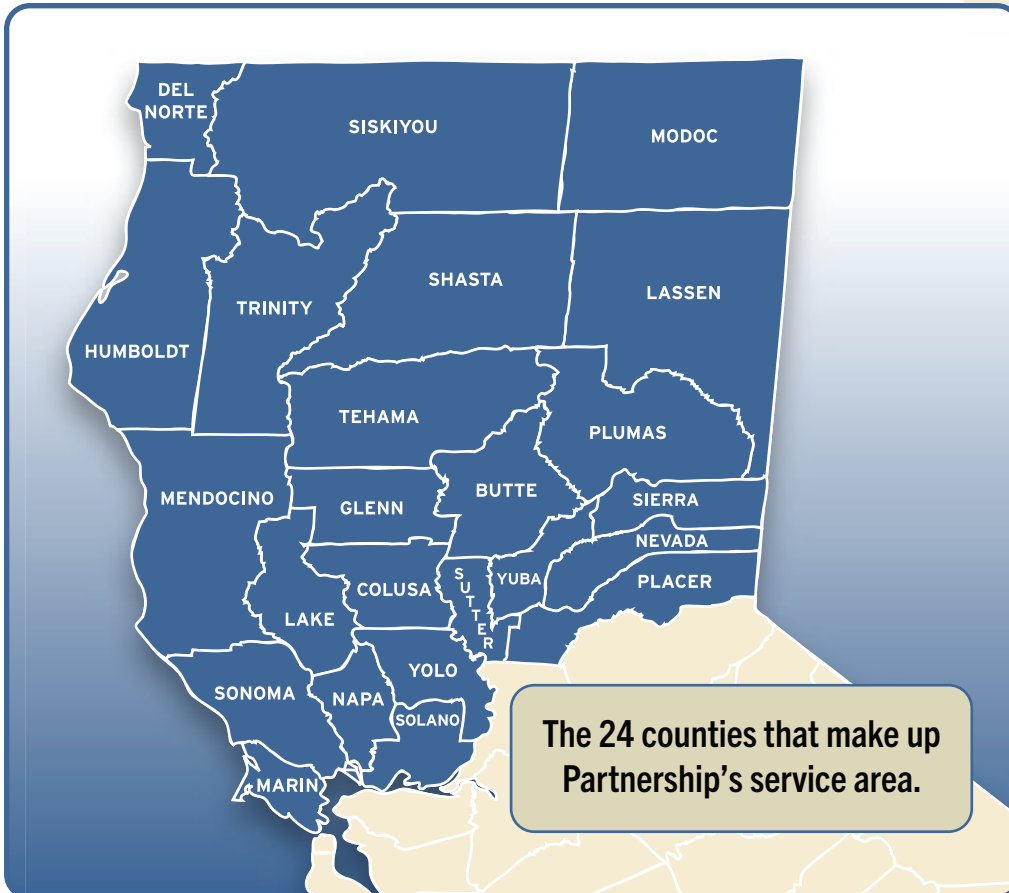 DEL
NORTE
SISKIYOU
MODOC
SHASTA
LASSEN
TRINITY
HUMBOLDT
TEHAMA
PLUMAS
MENDOCINO
GLENN
BUTTE
SIERRA
NEVADA
COLUSA
SUTTER
YUBA
PLACER
LAKE
YOLO
SONOMA
NAPA
SOLANO
MARIN
The 24 counties that make up
Partnership's service area.